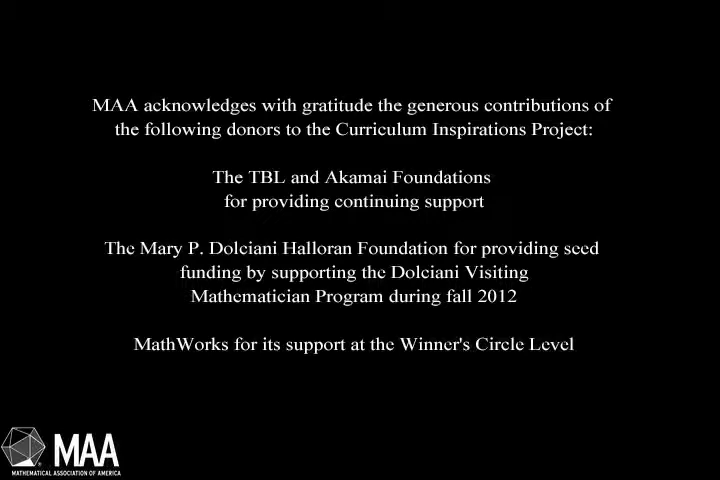 MAA acknowledges with gratitude the generous contributions of
the following donors to the Curriculum Inspirations Project:
The TBL and Akamai Foundations
for providing continuing support
The Mary P. Dolciani Halloran Foundation for providing seed
funding by supporting the Dolciani Visiting
Mathematician Program during fall 2012
MathWorks for its support at the Winner's Circle Level
MAA
MATHEMATICAL ASSOCIATION OF AMERICA